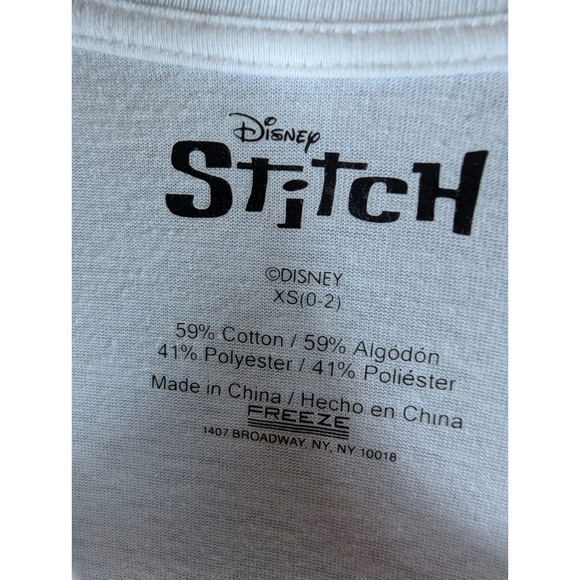 Disney
Stitch
©DISNEY
XS(0-2)
59% Cotton / 59% Algódón
41% Polyester / 41% Poliéster
Made in China / Hecho en China
FREEZE
1407 BROADWAY, NY, NY 10018